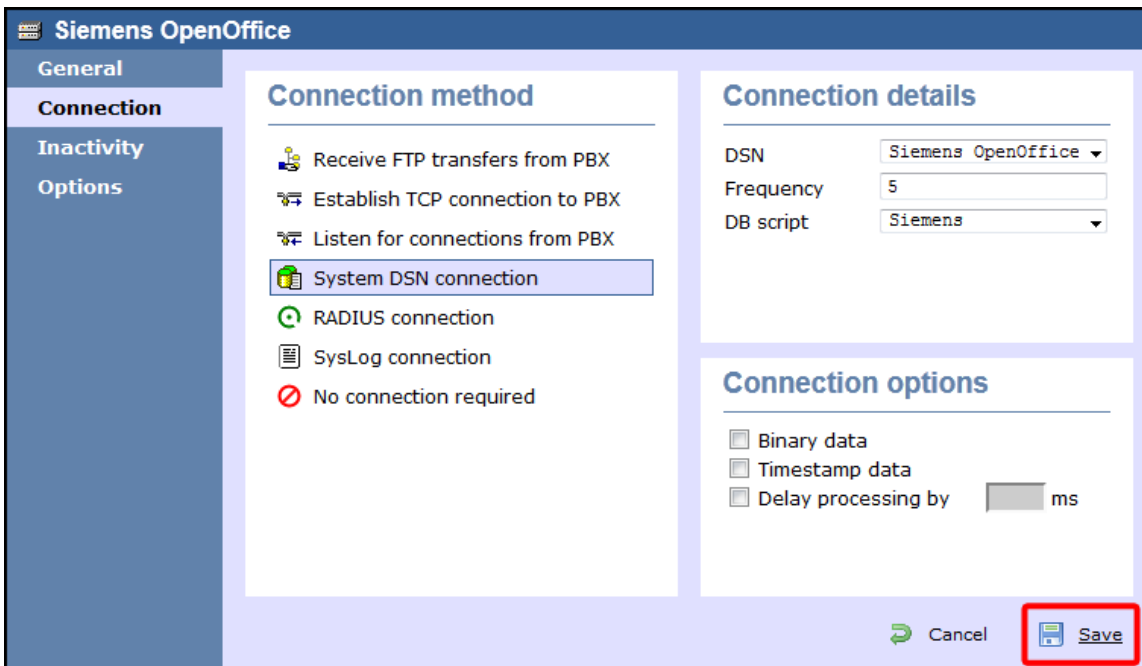 Siemens OpenOffice
General
Connection
Inactivity
Options
Connection method
Receive FTP transfers from PBX
Establish TCP connection to PBX
Listen for connections from PBX
System DSN connection
RADIUS connection
SysLog connection
No connection required
Connection details
DSN Siemens OpenOffice
Frequency 5
DB script Siemens
Connection options
Binary data
Timestamp data
Delay processing by ms
Cancel Save